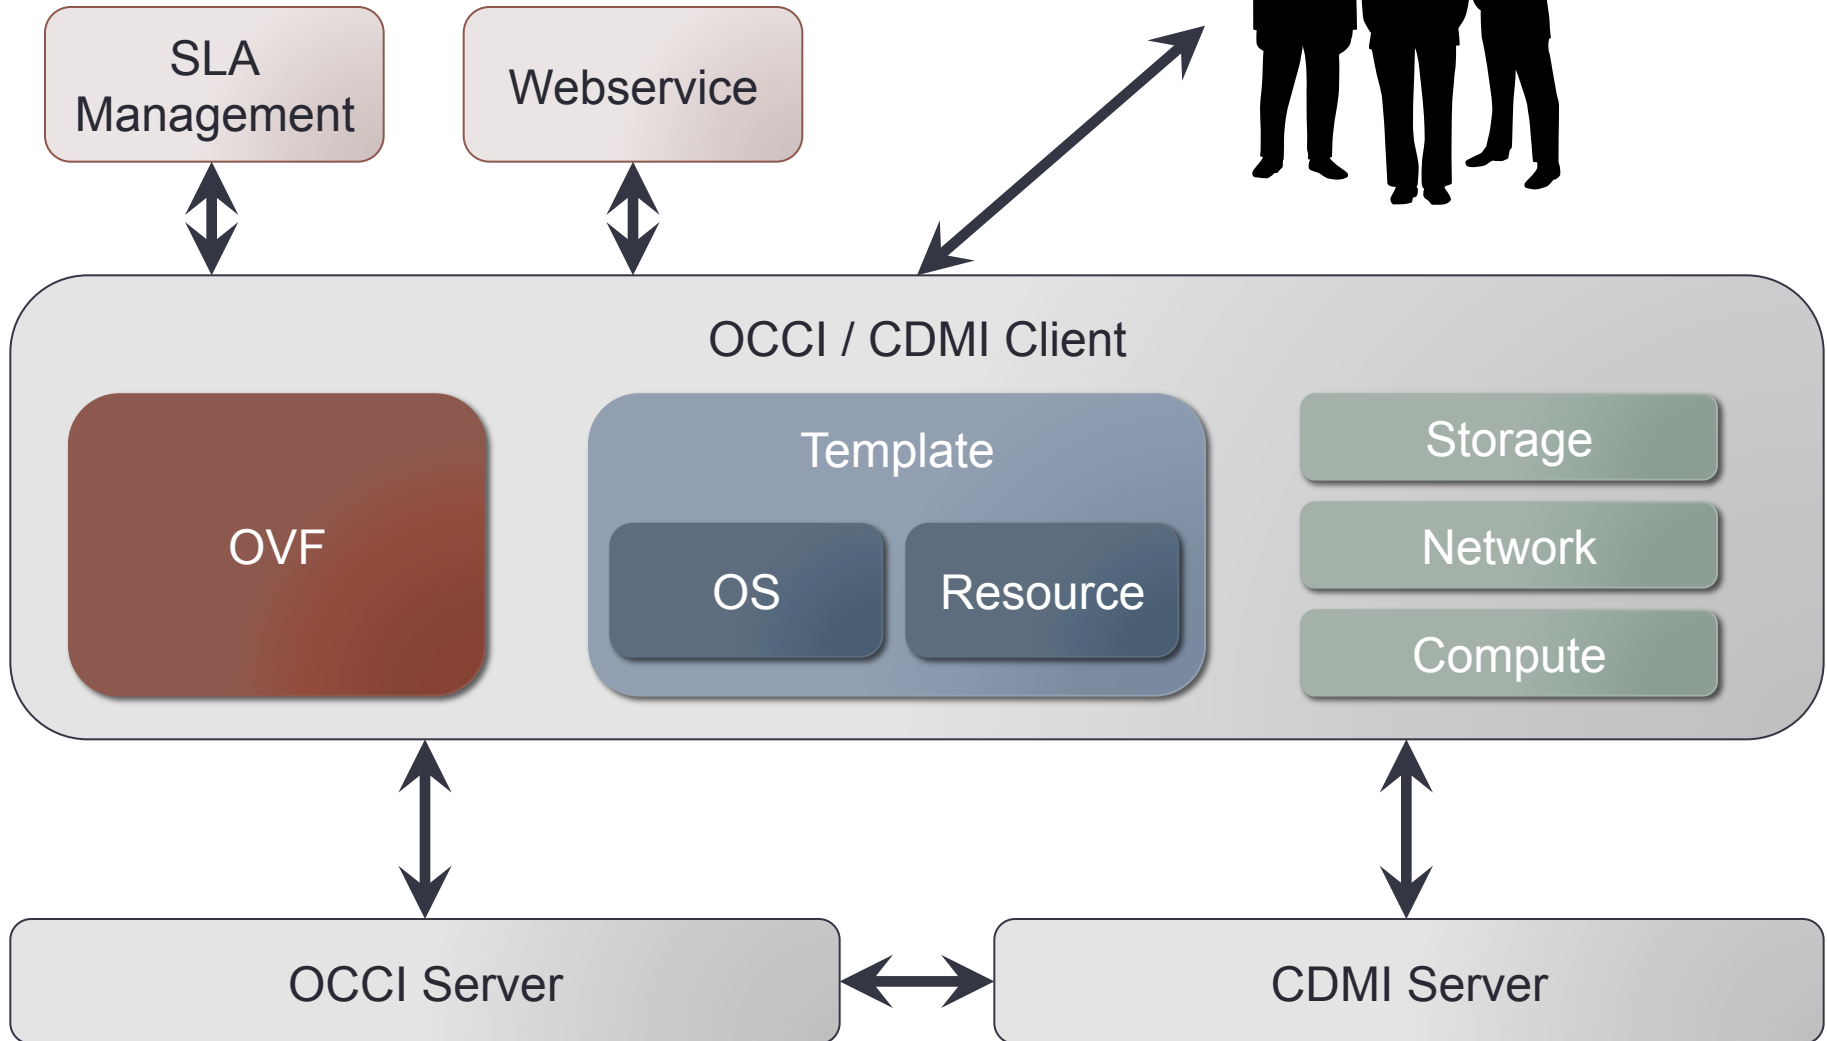 SLA
Management
Webservice
OCCI / CDMI Client
OVF
Template
OS
Resource
Storage
Network
Compute
OCCI Server
CDMI Server